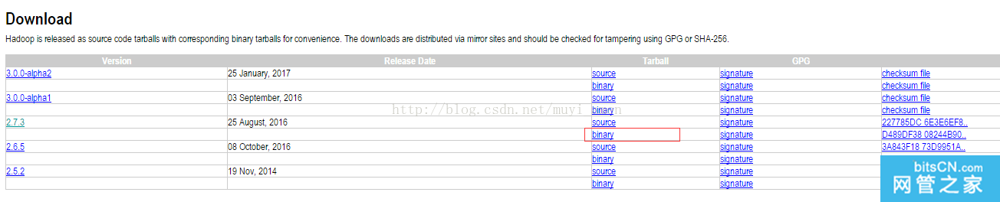 Download
Hadoop is released as source code tarballs with corresponding binary tarballs for convenience. The downloads are distributed via mirror sites and should be checked for tampering using GPG or SHA-256.
Version Release Date Tarball GPG
3.0.0-alpha2 25 January, 2017 source signature checksum file
binary signature checksum file
3.0.0-alpha1 03 September, 2016 source signature checksum file
http://blog.csdn.net/muyi
binary signature checksum file
2.7.3 25 August, 2016 source signature 227785DC 6E3E6EF8..
binary signature D489DF38 08244B90..
2.6.5 08 October, 2016 source signature 3A843F18 73D9951A..
binary signature
2.5.2 19 Nov, 2014 source signature
binary signature
bitsCN.com
网管之家